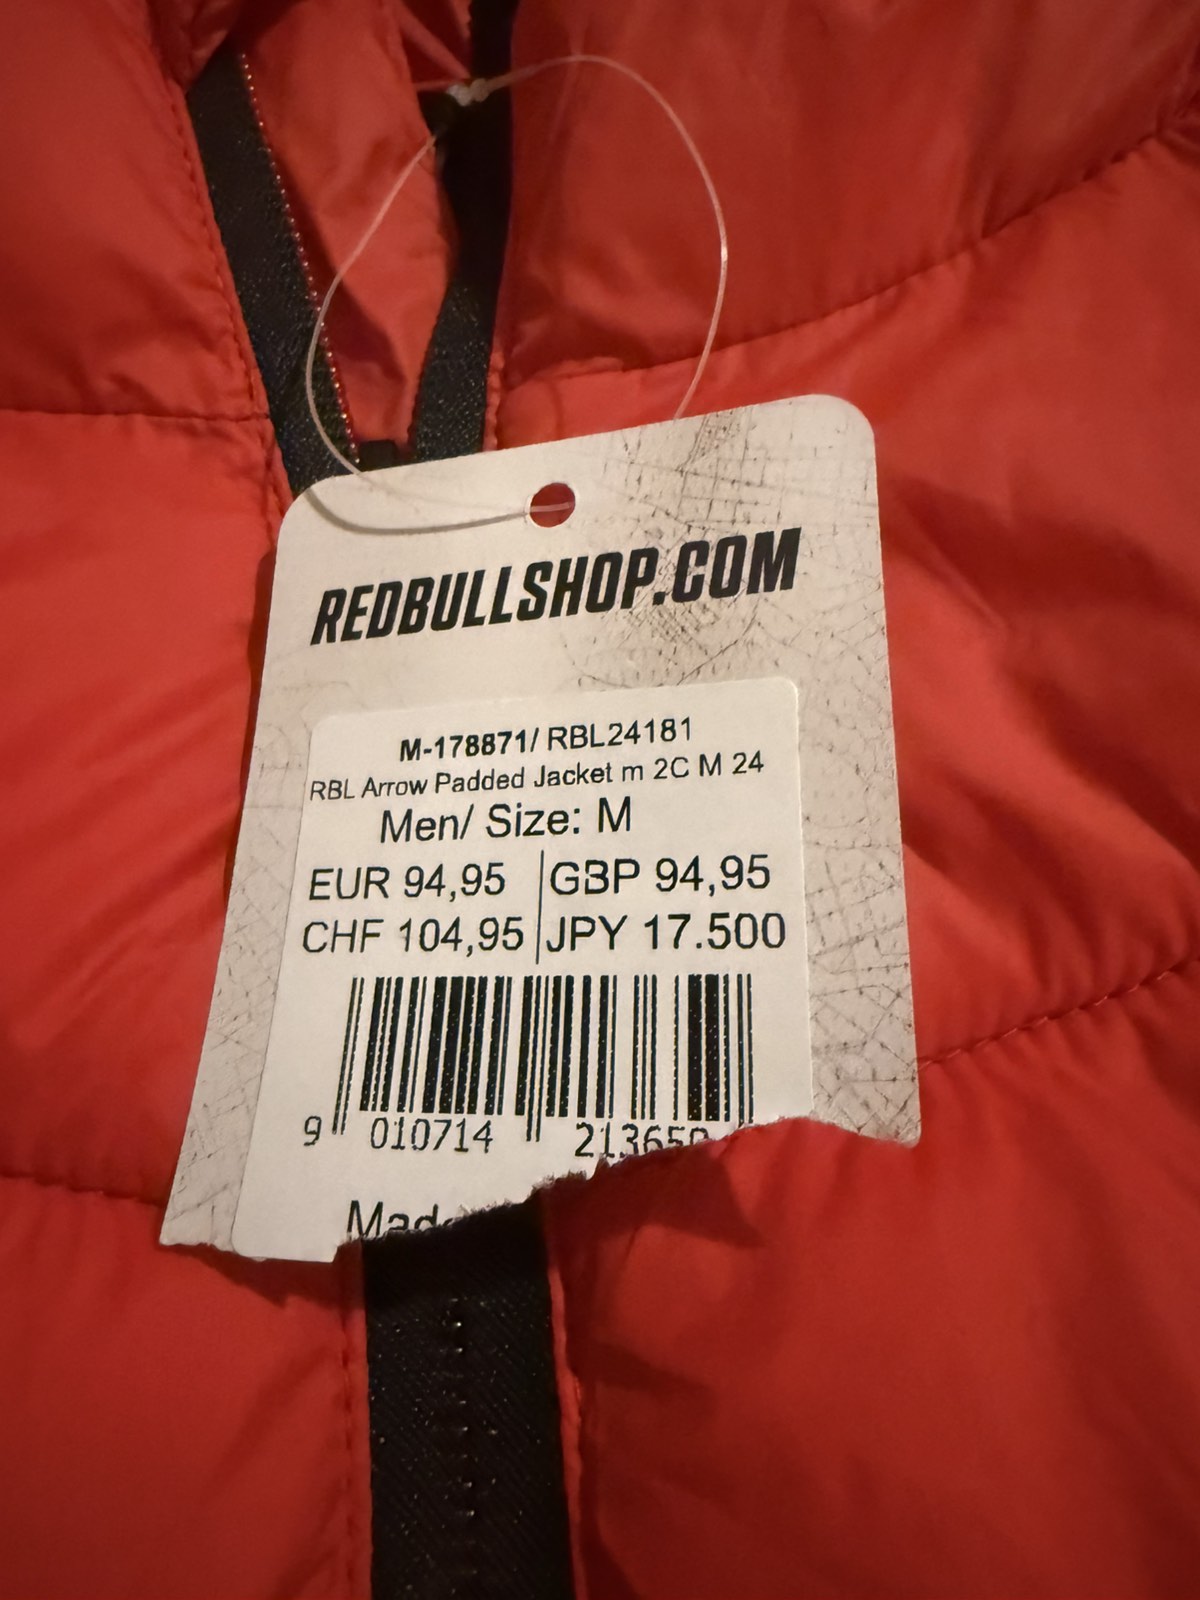 REDBULLSHOP.COM
M-178871/ RBL24181
RBL Arrow Padded Jacket m 2C M 24
Men/ Size: M
EUR 94,95 GBP 94,95
CHF 104,95 JPY 17.500
9 010714 213650